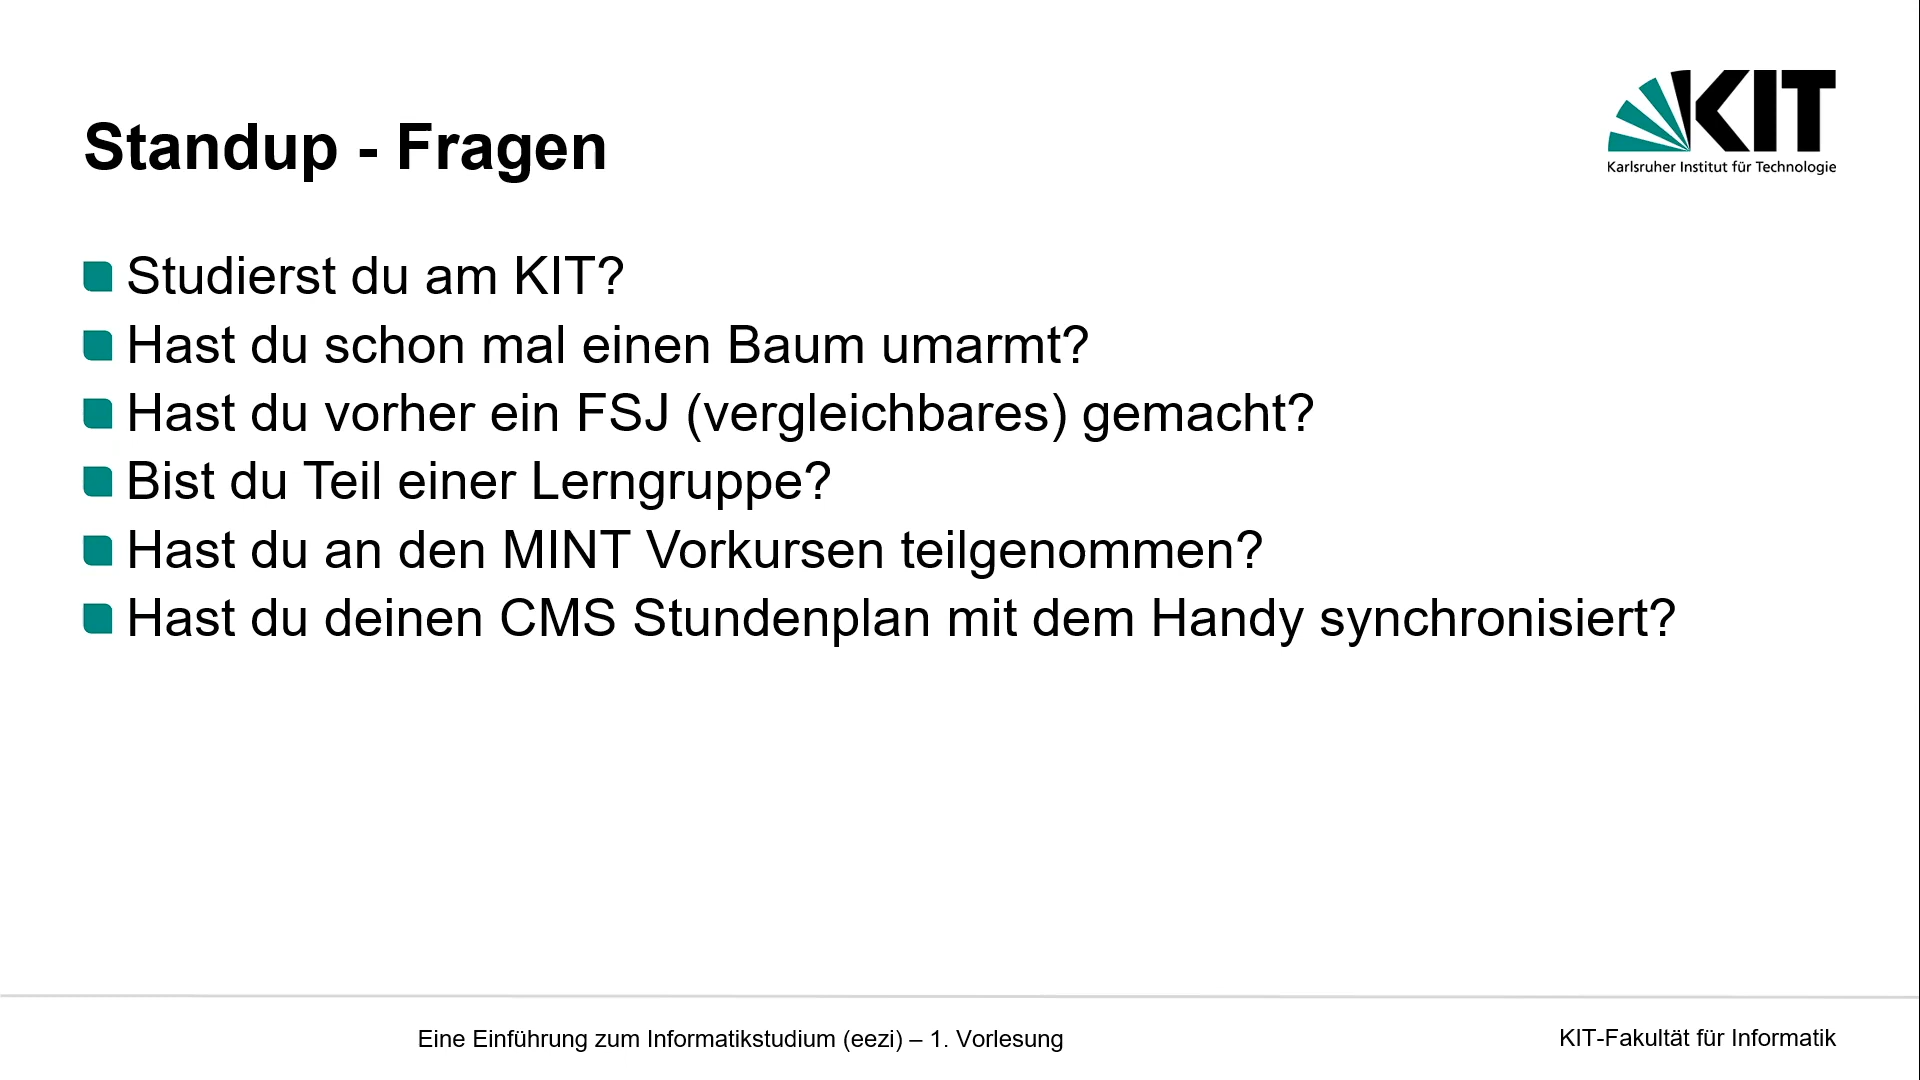 KIT
Karlsruher Institut für Technologie
Standup - Fragen
Studierst du am KIT?
Hast du schon mal einen Baum umarmt?
Hast du vorher ein FSJ (vergleichbares) gemacht?
Bist du Teil einer Lerngruppe?
Hast du an den MINT Vorkursen teilgenommen?
Hast du deinen CMS Stundenplan mit dem Handy synchronisiert?
Eine Einführung zum Informatikstudium (eezi) – 1. Vorlesung
KIT-Fakultät für Informatik